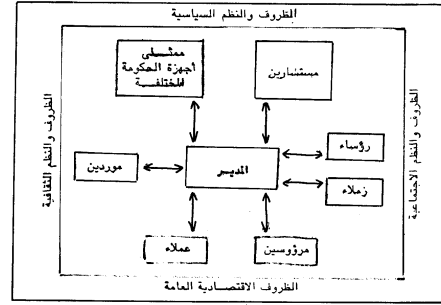 الظروف والنظم السياسية
ممثلى
أجهزة الحكومة
المختلفة
مستشارين
الظروف والنظم الثقافية
الظروف والنظم الاجتماعية
رؤساء
المدير
موردين
زملاء
عملاء
مرؤوسين
الظروف الاقتصادية العامة